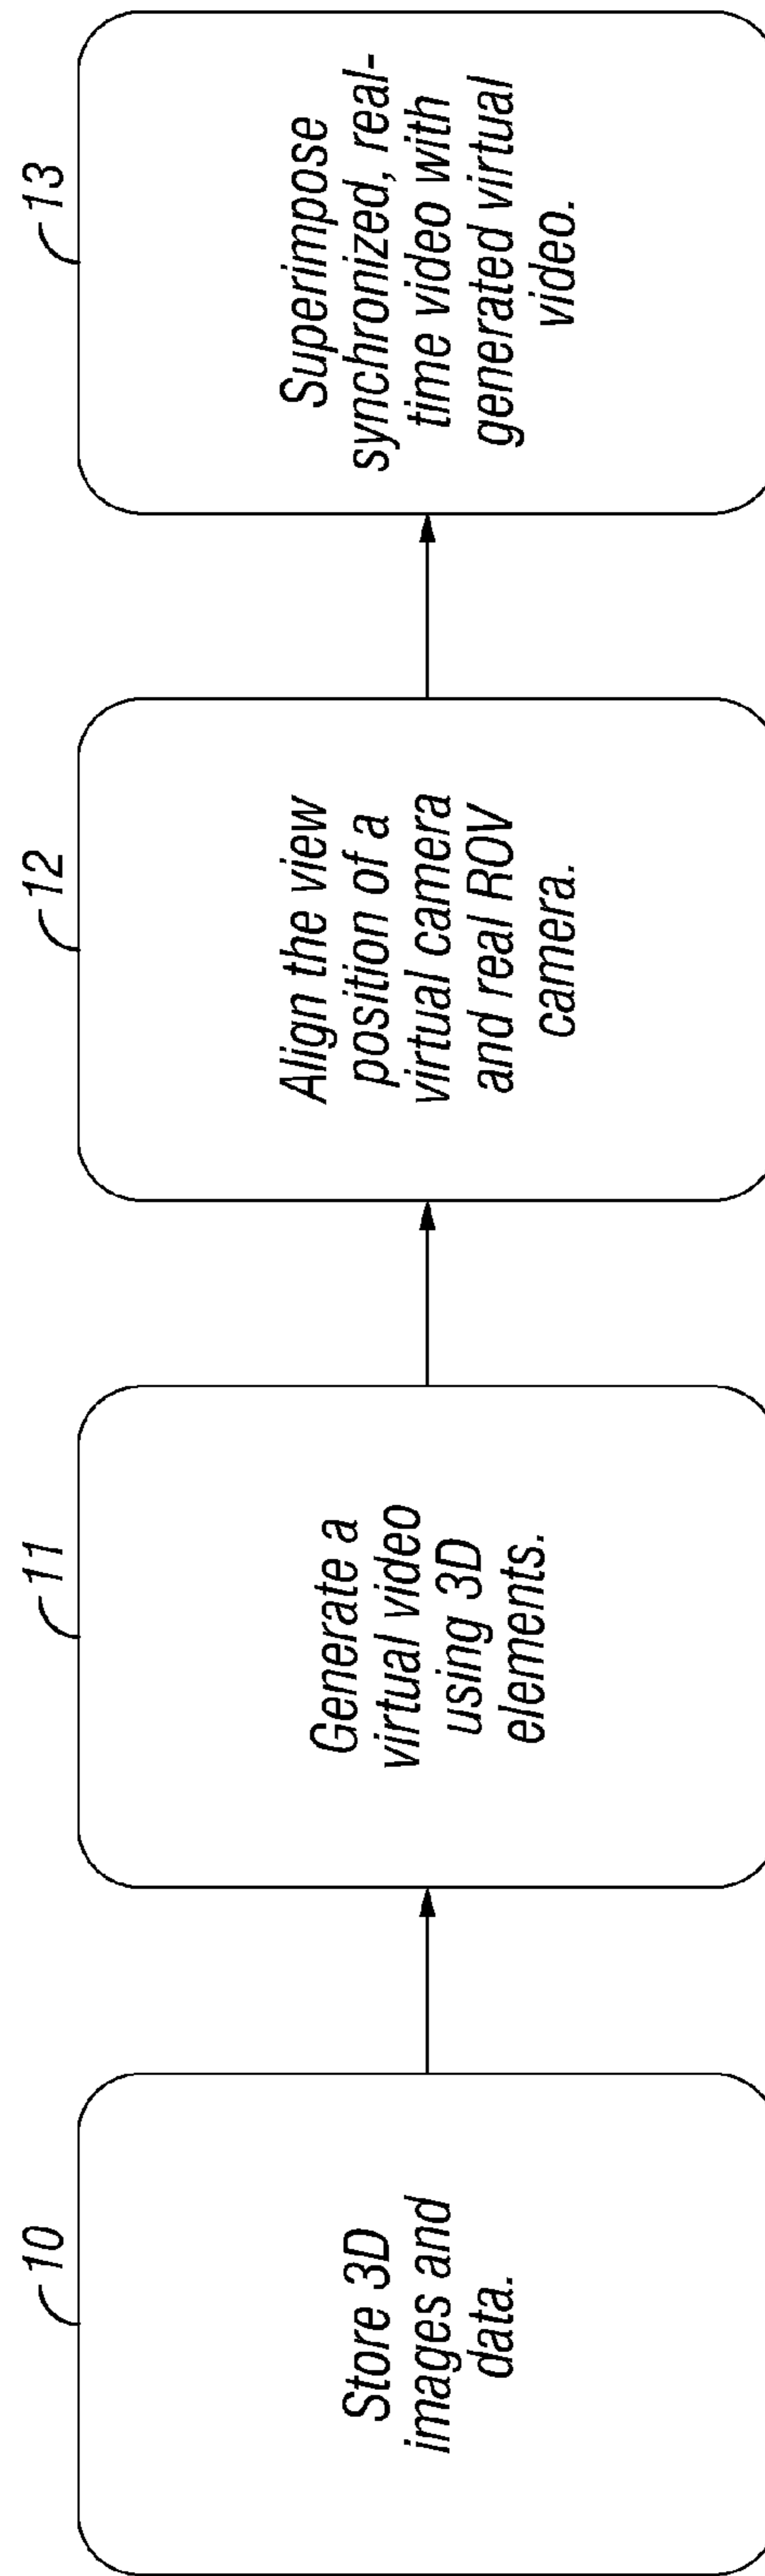 10
Store 3D
images and
data.
11
Generate a
virtual video
using 3D
elements.
12
Align the view
position of a
virtual camera
and real ROV
camera.
13
Superimpose
synchronized, real-
time video with
generated virtual
video.